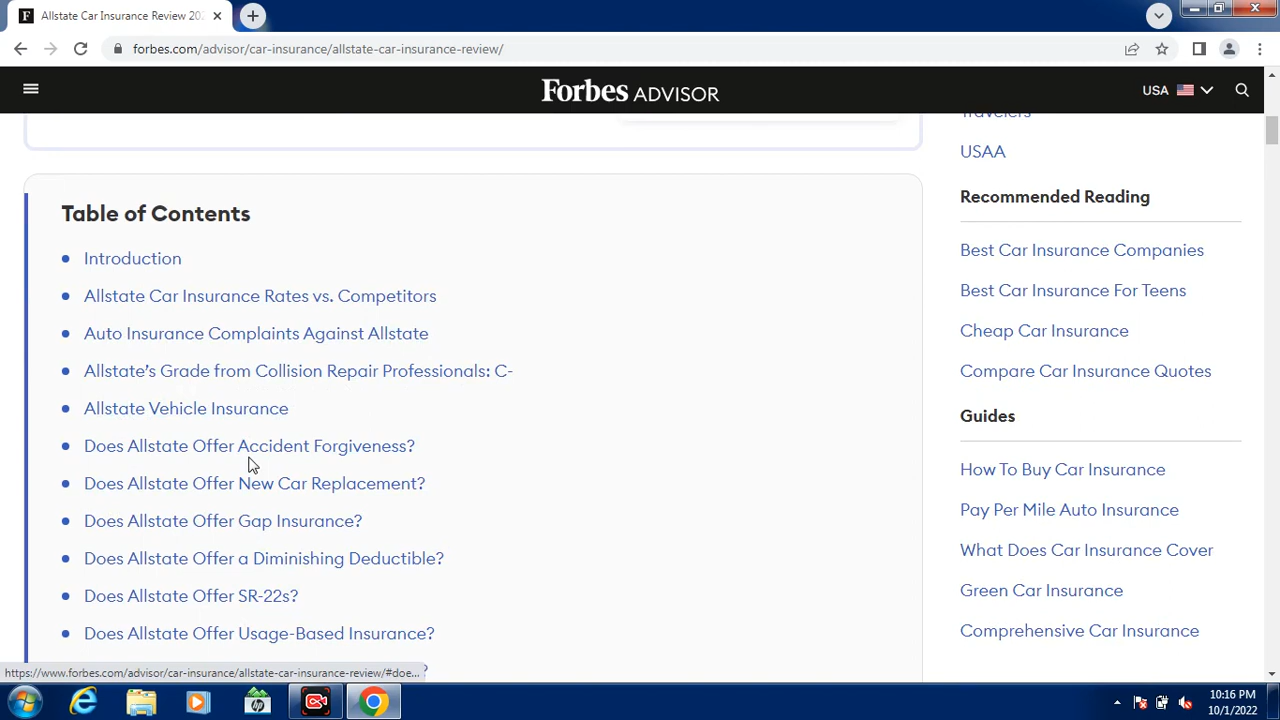 Allstate Car Insurance Review 202
forbes.com/advisor/car-insurance/allstate-car-insurance-review/
Forbes ADVISOR
USA
Table of Contents
Introduction
Allstate Car Insurance Rates vs. Competitors
Auto Insurance Complaints Against Allstate
Allstate’s Grade from Collision Repair Professionals: C-
Allstate Vehicle Insurance
Does Allstate Offer Accident Forgiveness?
Does Allstate Offer New Car Replacement?
Does Allstate Offer Gap Insurance?
Does Allstate Offer a Diminishing Deductible?
Does Allstate Offer SR-22s?
Does Allstate Offer Usage-Based Insurance?
Travelers
USAA
Recommended Reading
Best Car Insurance Companies
Best Car Insurance For Teens
Cheap Car Insurance
Compare Car Insurance Quotes
Guides
How To Buy Car Insurance
Pay Per Mile Auto Insurance
What Does Car Insurance Cover
Green Car Insurance
Comprehensive Car Insurance
https://www.forbes.com/advisor/car-insurance/allstate-car-insurance-review/#doe...
10:16 PM
10/1/2022